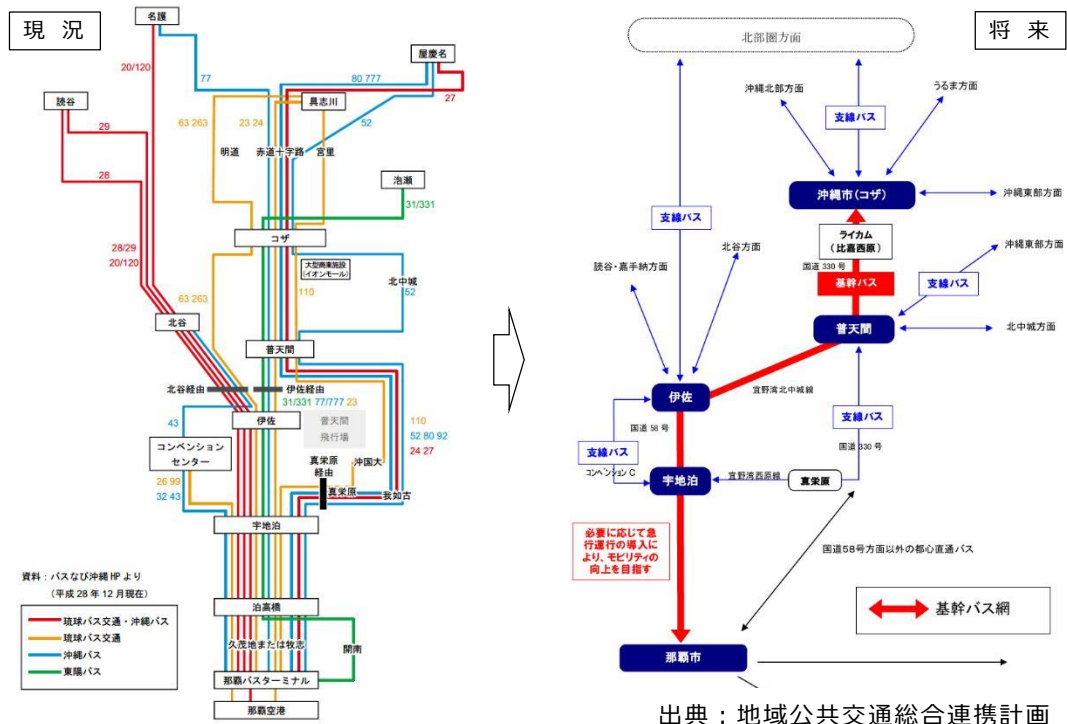 現 況
名護
20/120
77
屋慶名
80 777
27
読谷
29
28
具志川
63 263
23 24
52
明道
赤道十字路
宮里
泡瀬
31/331
コザ
28/29
20/120
大型商業施設
(イオンモール)
北中城
52
110
63 263
北谷
普天間
北谷経由
伊佐経由
31/331 77/777 23
43
伊佐
普天間
飛行場
110
52 80 92
24 27
コンベンション
センター
真栄原
経由
沖国大
真栄原
我如古
26 99
32 43
宇地泊
資料：バスなび沖縄 HP より
(平成 28 年 12 月現在)
泊高橋
琉球バス交通・沖縄バス
琉球バス交通
沖縄バス
東陽バス
久茂地または牧志
開南
那覇バスターミナル
那覇空港
将 来
北部圏方面
沖縄北部方面
うるま方面
支線バス
沖縄市(コザ)
沖縄東部方面
支線バス
ライカム
(比嘉西原)
国道 330 号
沖縄東部方面
北谷方面
読谷・嘉手納方面
基幹バス
支線バス
普天間
北中城方面
伊佐
宜野湾北中城線
国道 58 号
支線バス
国道 330 号
支線バス
コンベンション C
宇地泊
宜野湾西原線
真栄原
必要に応じて急
行運行の導入に
より、モビリティの
向上を目指す
国道58号方面以外の都心直通バス
基幹バス網
那覇市
出典：地域公共交通総合連携計画